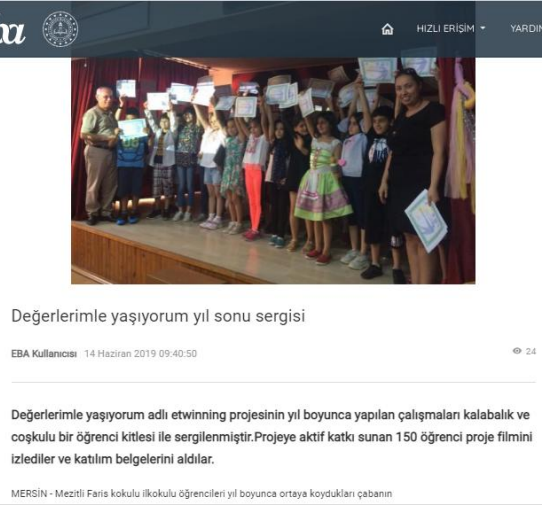 HIZLI ERİŞİM
Değerlerimle yaşıyorum yıl sonu sergisi
EBA Kullanıcısı 14 Haziran 2019 09:40:50 24
Değerlerimle yaşıyorum adlı etwinning projesinin yıl boyunca yapılan çalışmaları kalabalık ve
coşkulu bir öğrenci kitlesi ile sergilenmiştir.Projeye aktif katkı sunan 150 öğrenci proje filmini
izlediler ve katılım belgelerini aldılar.
MERSİN - Mezitli Faris kokulu ilkokulu öğrencileri yıl boyunca ortaya koydukları çabanın